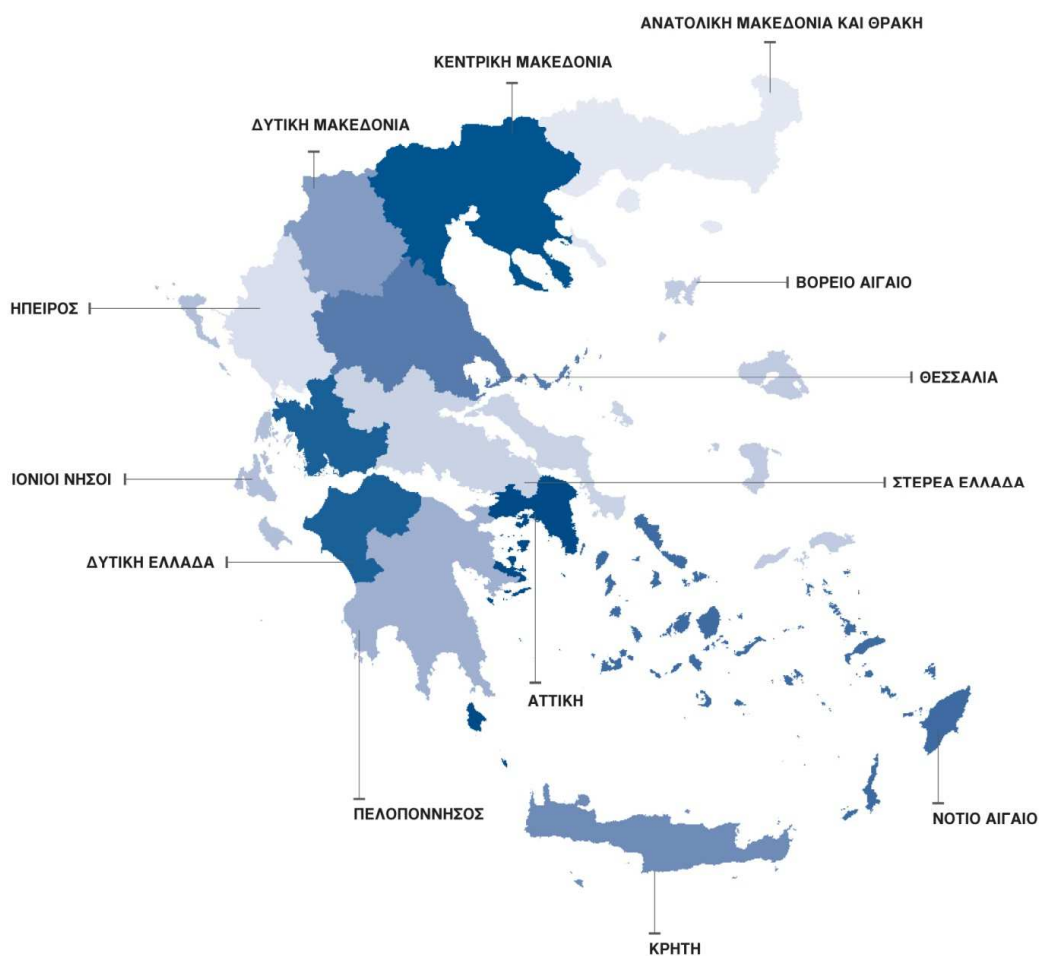 ΑΝΑΤΟΛΙΚΗ ΜΑΚΕΔΟΝΙΑ ΚΑΙ ΘΡΑΚΗ
ΚΕΝΤΡΙΚΗ ΜΑΚΕΔΟΝΙΑ
ΔΥΤΙΚΗ ΜΑΚΕΔΟΝΙΑ
ΒΟΡΕΙΟ ΑΙΓΑΙΟ
ΗΠΕΙΡΟΣ
ΘΕΣΣΑΛΙΑ
ΙΟΝΙΟΙ ΝΗΣΟΙ
ΣΤΕΡΕΑ ΕΛΛΑΔΑ
ΔΥΤΙΚΗ ΕΛΛΑΔΑ
ΑΤΤΙΚΗ
ΠΕΛΟΠΟΝΝΗΣΟΣ
ΝΟΤΙΟ ΑΙΓΑΙΟ
ΚΡΗΤΗ